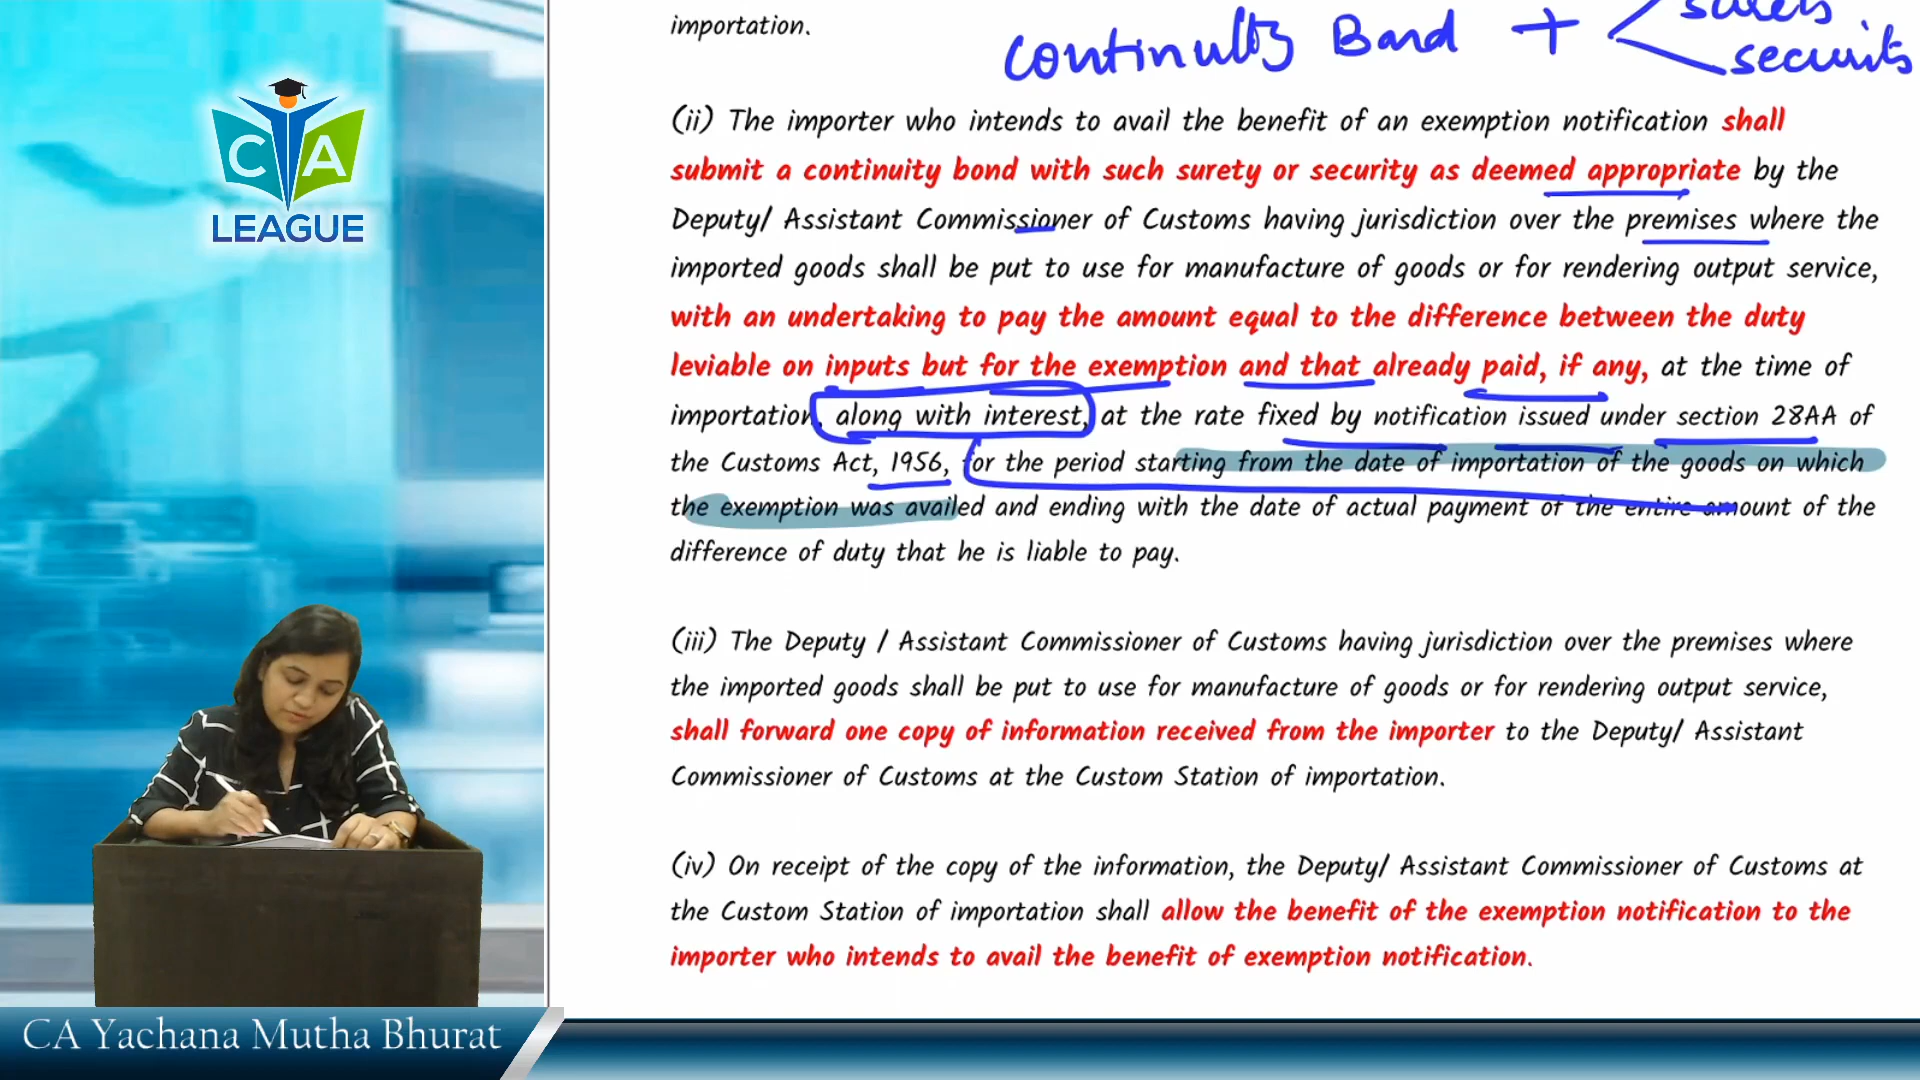 importation.
continuity Bond + surety
security
(ii) The importer who intends to avail the benefit of an exemption notification shall
submit a continuity bond with such surety or security as deemed appropriate by the
Deputy/ Assistant Commissioner of Customs having jurisdiction over the premises where the
imported goods shall be put to use for manufacture of goods or for rendering output service,
with an undertaking to pay the amount equal to the difference between the duty
leviable on inputs but for the exemption and that already paid, if any, at the time of
importation, along with interest, at the rate fixed by notification issued under section 28AA of
the Customs Act, 1956, for the period starting from the date of importation of the goods on which
the exemption was availed and ending with the date of actual payment of the entire amount of the
difference of duty that he is liable to pay.
(iii) The Deputy / Assistant Commissioner of Customs having jurisdiction over the premises where
the imported goods shall be put to use for manufacture of goods or for rendering output service,
shall forward one copy of information received from the importer to the Deputy/ Assistant
Commissioner of Customs at the Custom Station of importation.
(iv) On receipt of the copy of the information, the Deputy/ Assistant Commissioner of Customs at
the Custom Station of importation shall allow the benefit of the exemption notification to the
importer who intends to avail the benefit of exemption notification.
CA
LEAGUE
CA Yachana Mutha Bhurat